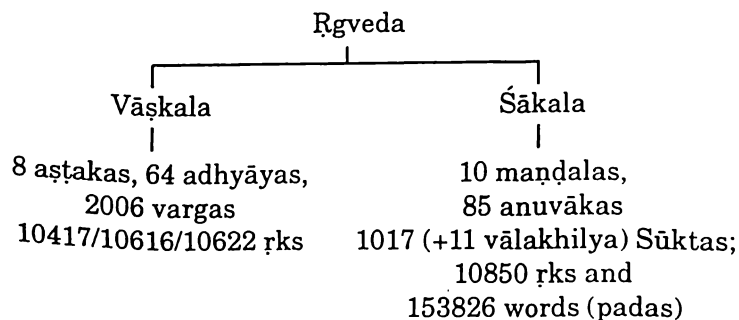 Ṛgveda
Vāṣkala
Śākala
8 aṣṭakas, 64 adhyāyas,
2006 vargas
10417/10616/10622 ṛks
10 maṇḍalas,
85 anuvākas
1017 (+11 vālakhilya) Sūktas;
10850 ṛks and
153826 words (padas)